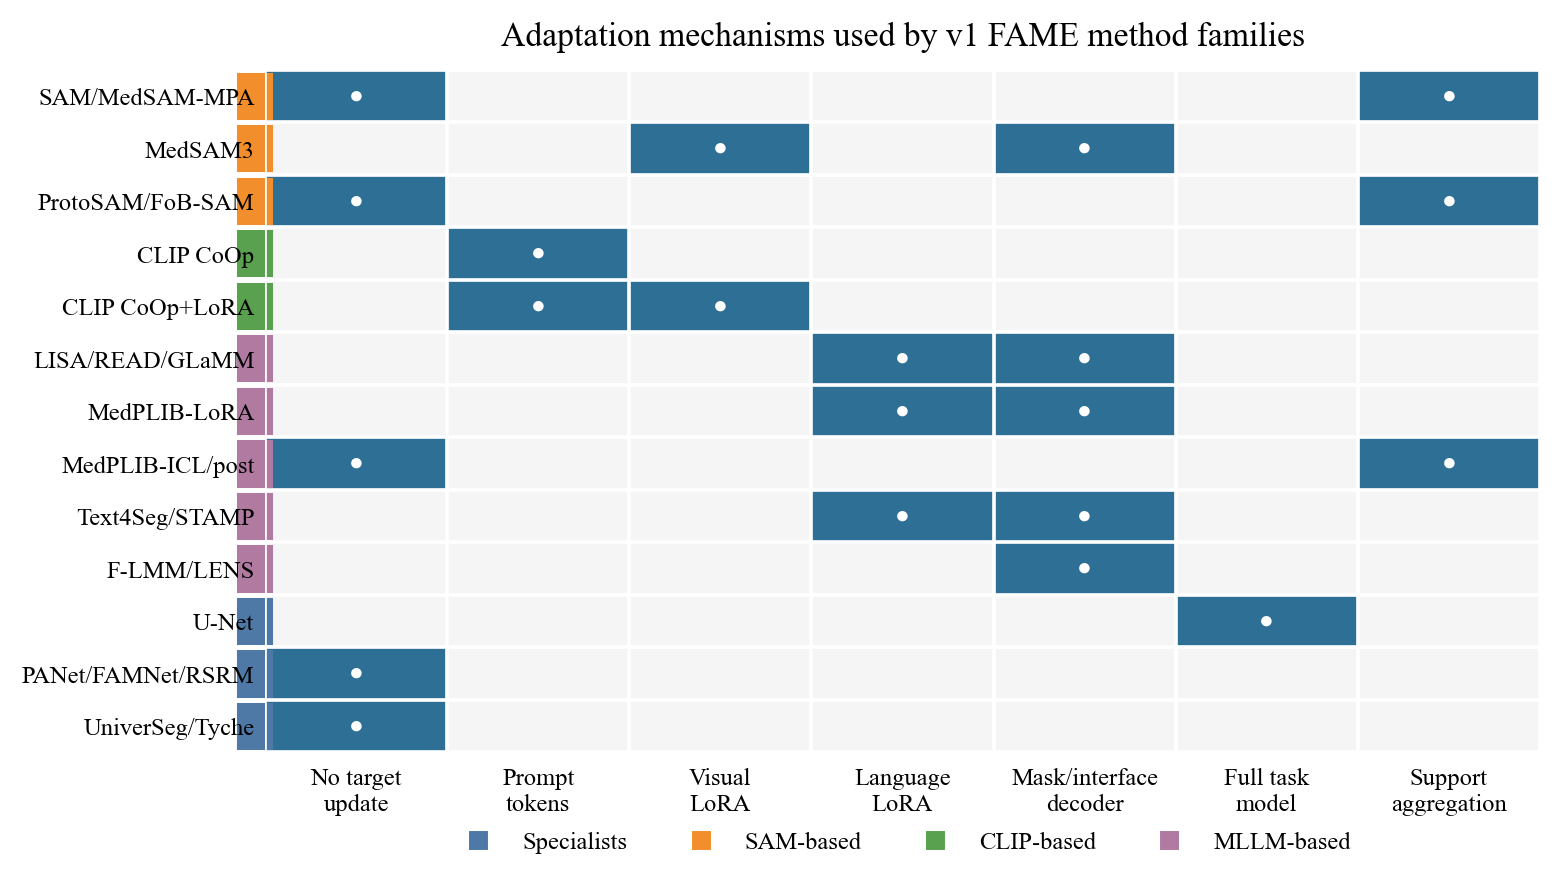 Adaptation mechanisms used by v1 FAME method families
SAM/MedSAM-MPA
MedSAM3
ProtoSAM/FoB-SAM
CLIP CoOp
CLIP CoOp+LoRA
LISA/READ/GLaMM
MedPLIB-LoRA
MedPLIB-ICL/post
Text4Seg/STAMP
F-LMM/LENS
U-Net
PANet/FAMNet/RSRM
UniverSeg/Tyche
No target
update
Prompt
tokens
Visual
LoRA
Language
LoRA
Mask/interface
decoder
Full task
model
Support
aggregation
Specialists
SAM-based
CLIP-based
MLLM-based